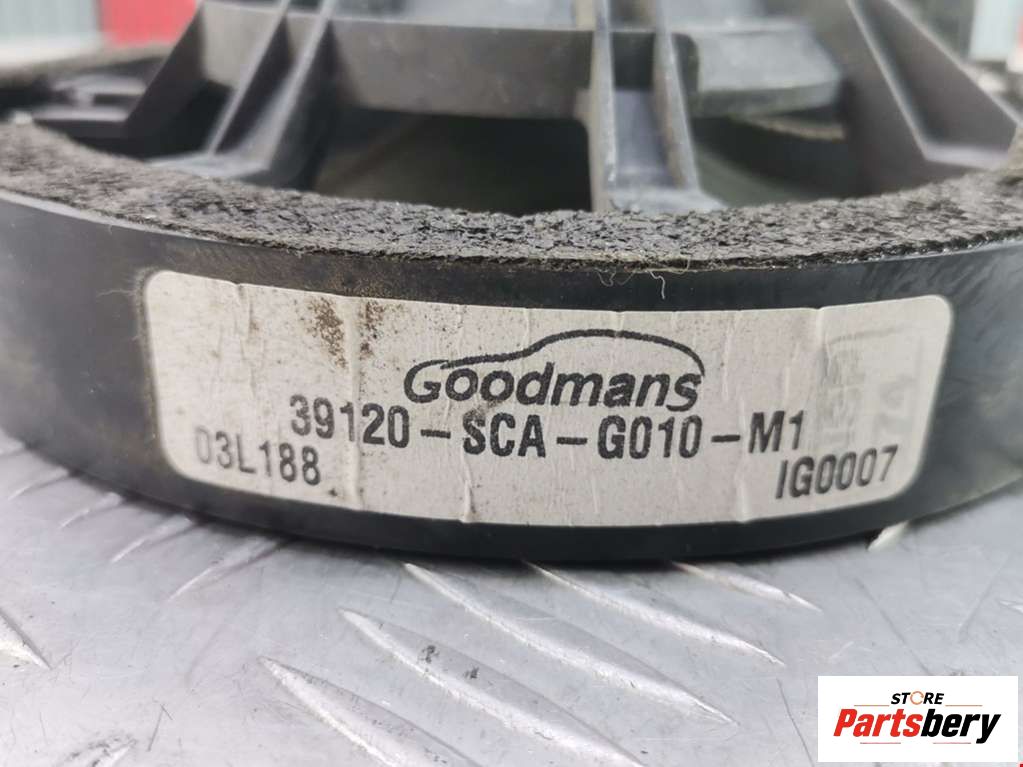 Goodmans
39120-SCA-G010-M1
03L188
IG0007
STORE
Partsbery